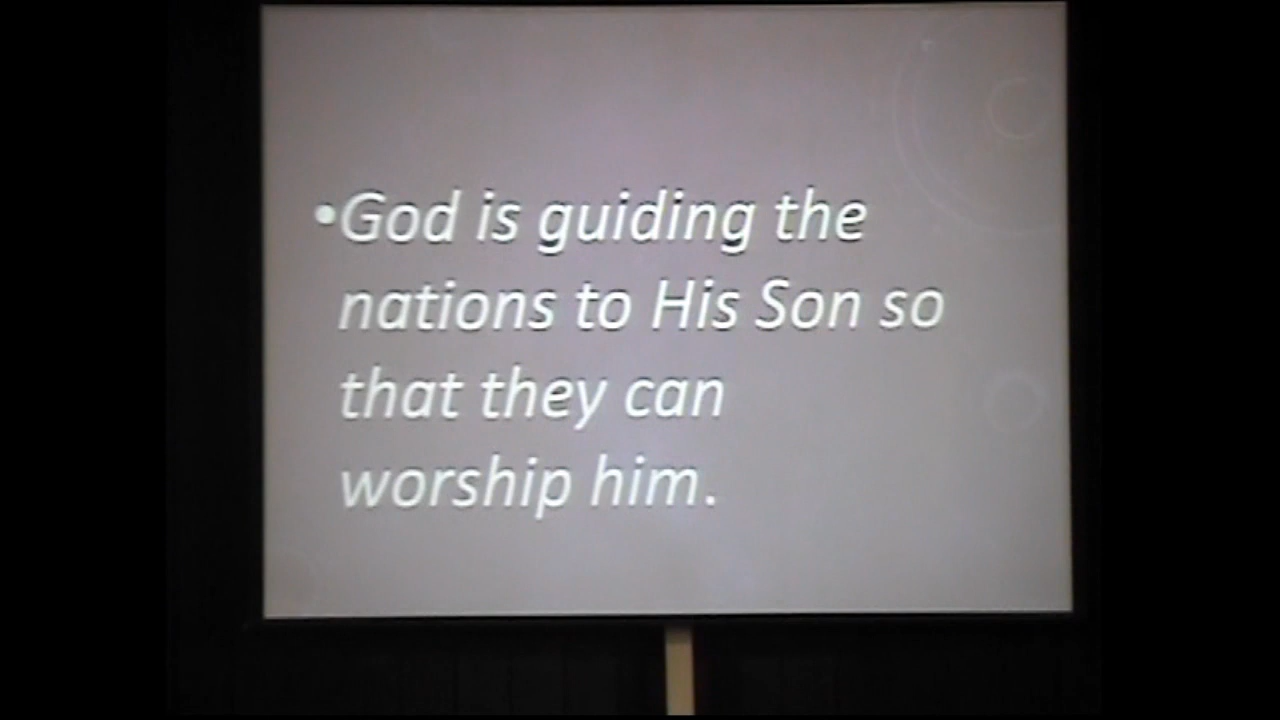 •God is guiding the
nations to His Son so
that they can
worship him.